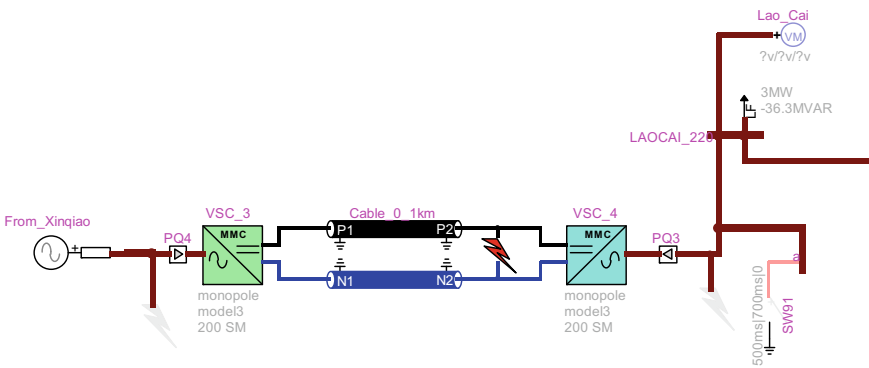 Lao_Cai
+
VM
?v/?v/?v
3MW
-36.3MVAR
LF
LAOCAI_220
From_Xinqiao
+
PQ4
VSC_3
MMC
monopole
model3
200 SM
Cable_0_1km
P1
P2
N1
N2
VSC_4
MMC
monopole
model3
200 SM
PQ3
a
SW91
500ms|700ms|0